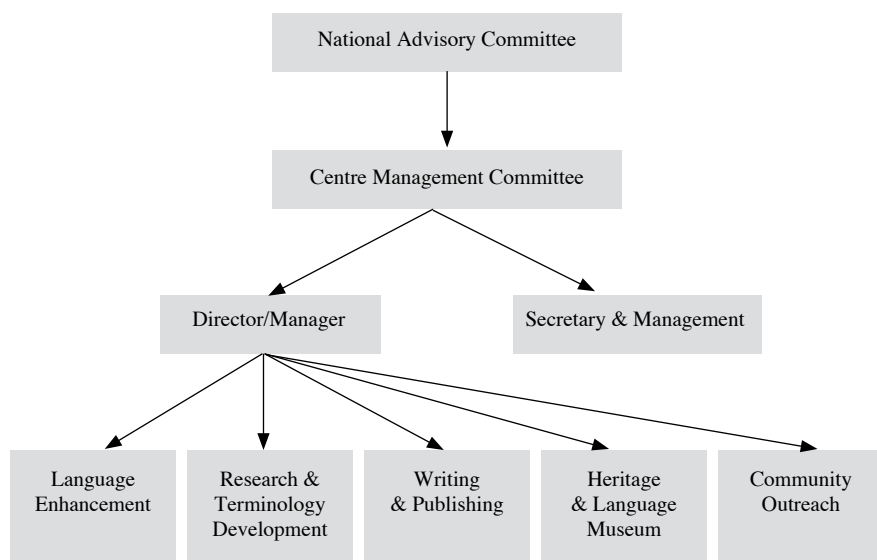 National Advisory Committee
Centre Management Committee
Director/Manager
Secretary & Management
Language
Enhancement
Research &
Terminology
Development
Writing
& Publishing
Heritage
& Language
Museum
Community
Outreach